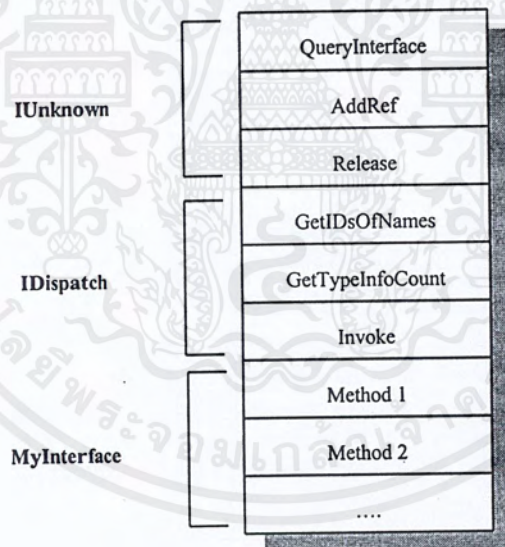 QueryInterface
IUnknown
AddRef
Release
GetIDsOfNames
IDispatch
GetTypeInfoCount
Invoke
Method 1
MyInterface
Method 2
....